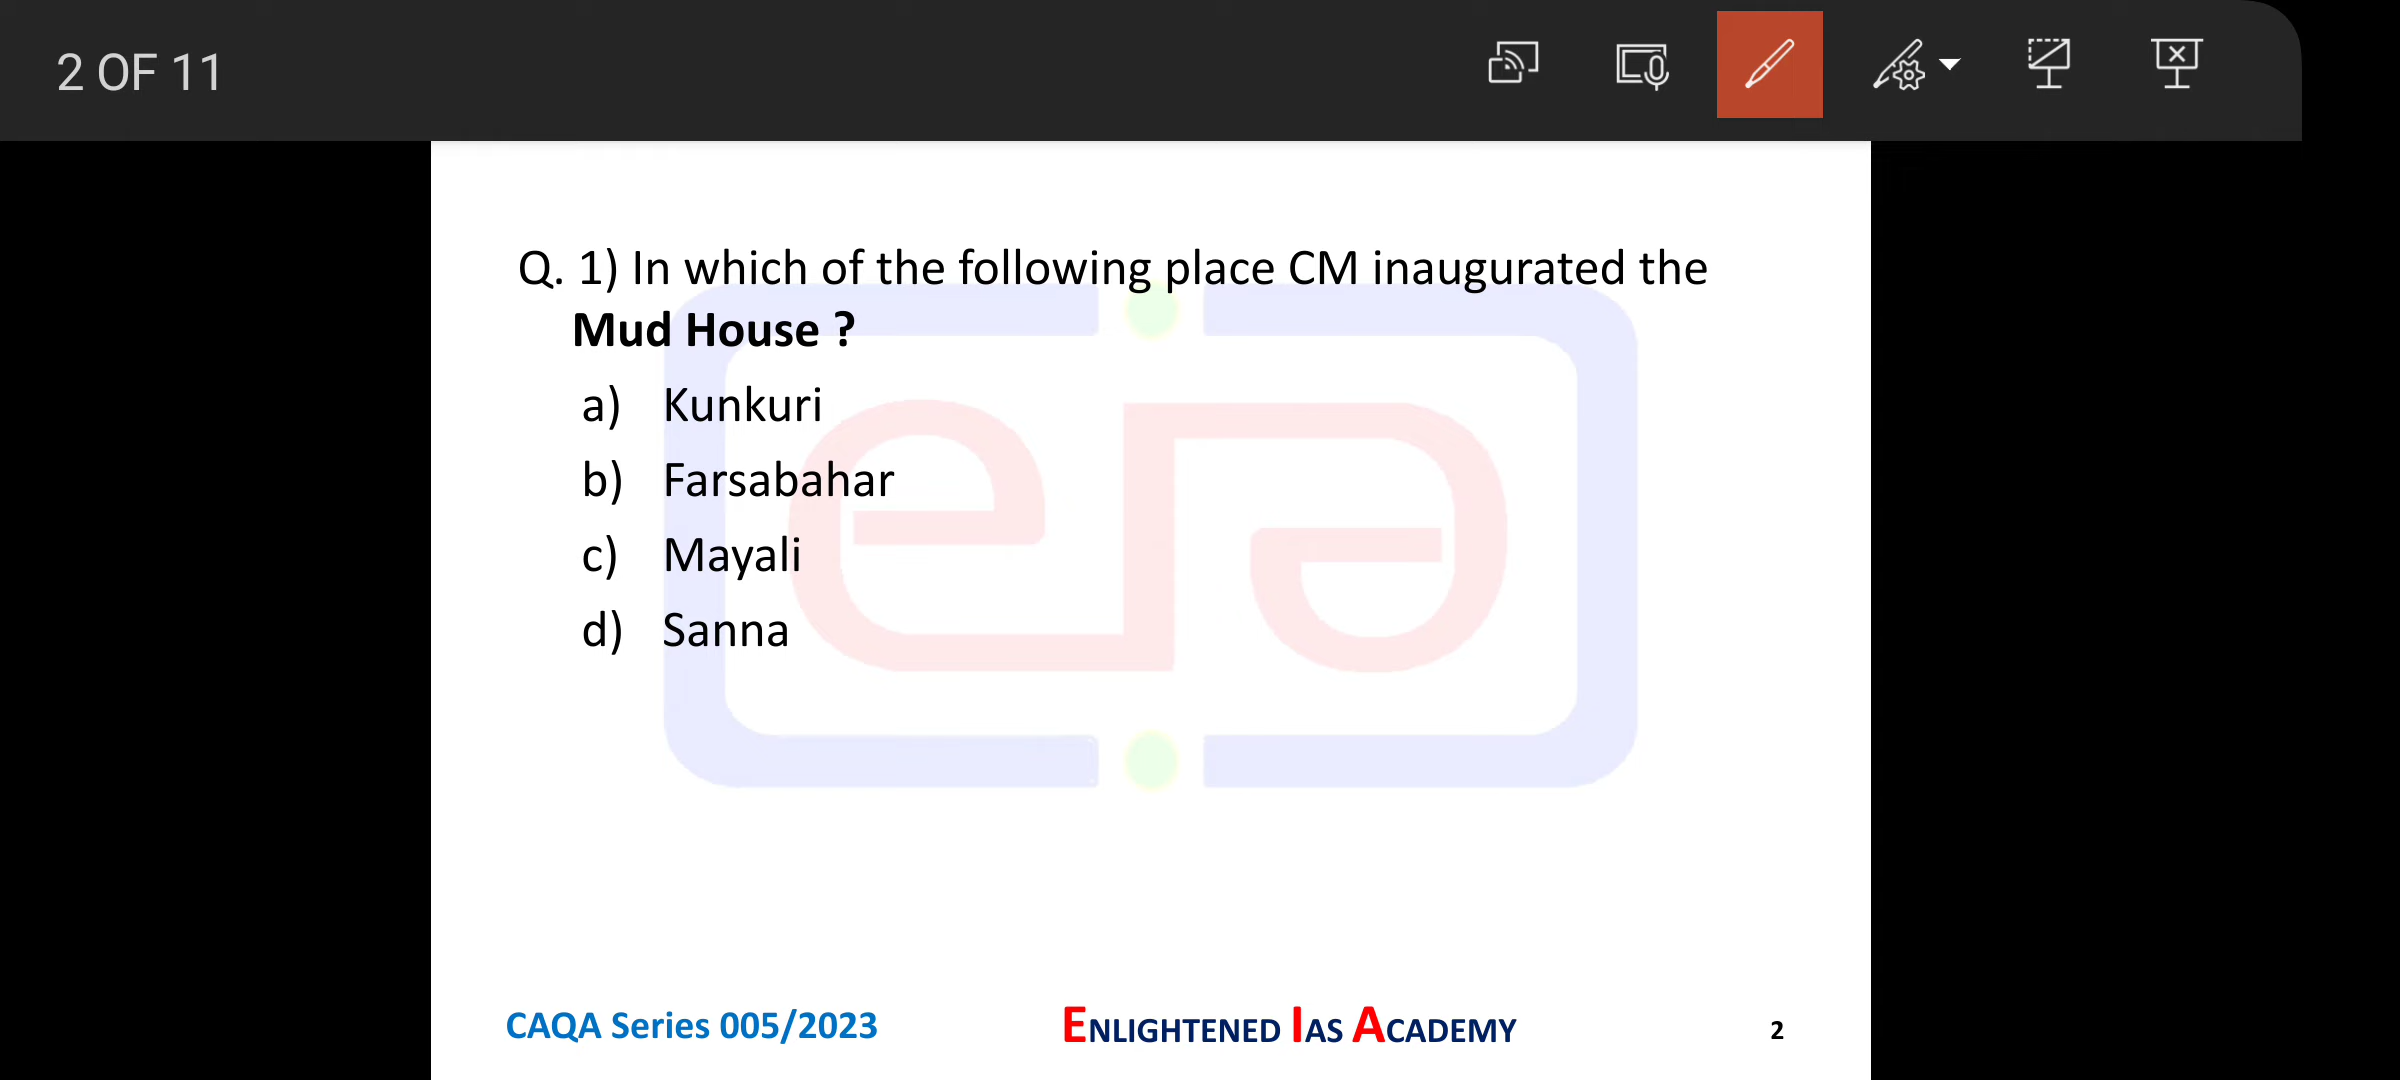 2 OF 11
Q. 1) In which of the following place CM inaugurated the
Mud House ?
a) Kunkuri
b) Farsabahar
c) Mayali
d) Sanna
era
CAQA Series 005/2023
ENLIGHTENED IAS ACADEMY
2